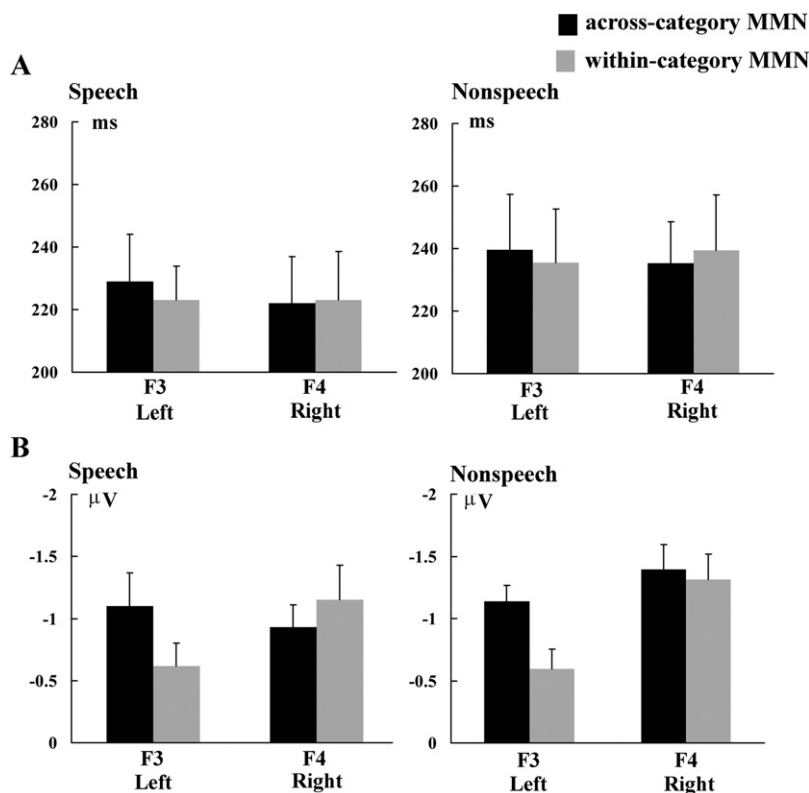 across-category MMN
within-category MMN
A
Speech
ms
280
260
240
220
200
F3
Left
F4
Right
Nonspeech
ms
280
260
240
220
200
F3
Left
F4
Right
B
Speech
μV
-2
-1.5
-1
-0.5
0
F3
Left
F4
Right
Nonspeech
μV
-2
-1.5
-1
-0.5
0
F3
Left
F4
Right